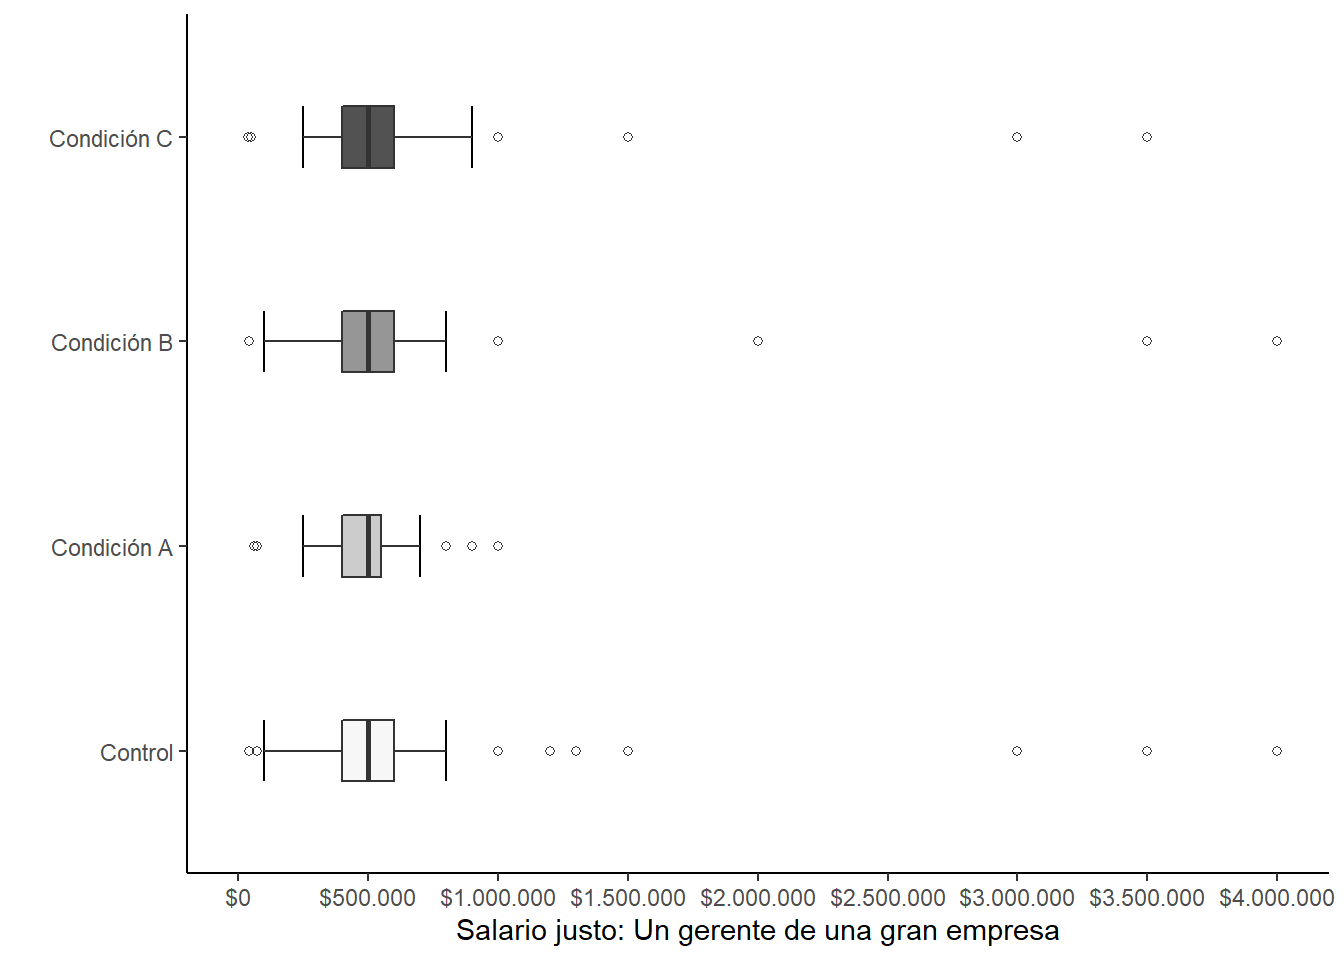 Condición C
Condición B
Condición A
Control
$0 $500.000 $1.000.000 $1.500.000 $2.000.000 $2.500.000 $3.000.000 $3.500.000 $4.000.000
Salario justo: Un gerente de una gran empresa